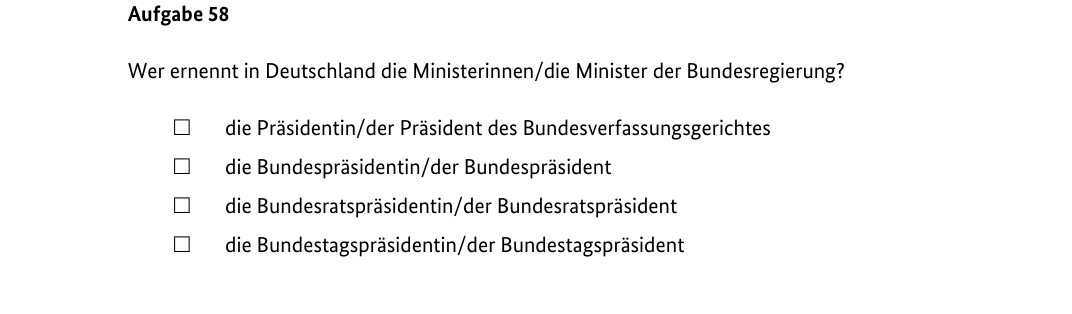 Aufgabe 58
Wer ernennt in Deutschland die Ministerinnen/die Minister der Bundesregierung?
☐ die Präsidentin/der Präsident des Bundesverfassungsgerichtes
☐ die Bundespräsidentin/der Bundespräsident
☐ die Bundesratspräsidentin/der Bundesratspräsident
☐ die Bundestagspräsidentin/der Bundestagspräsident